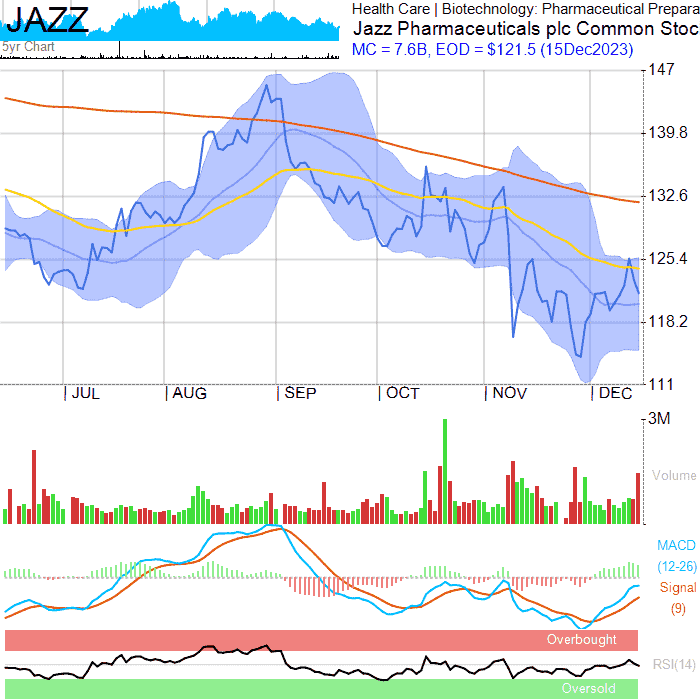 JAZZ
5yr Chart
Health Care | Biotechnology: Pharmaceutical Prepara
Jazz Pharmaceuticals plc Common Stoc
MC = 7.6B, EOD = $121.5 (15Dec2023)
147
139.8
132.6
125.4
118.2
111
JUL AUG SEP OCT NOV DEC
3M
Volume
MACD
(12-26)
Signal
(9)
Overbought
RSI(14)
Oversold